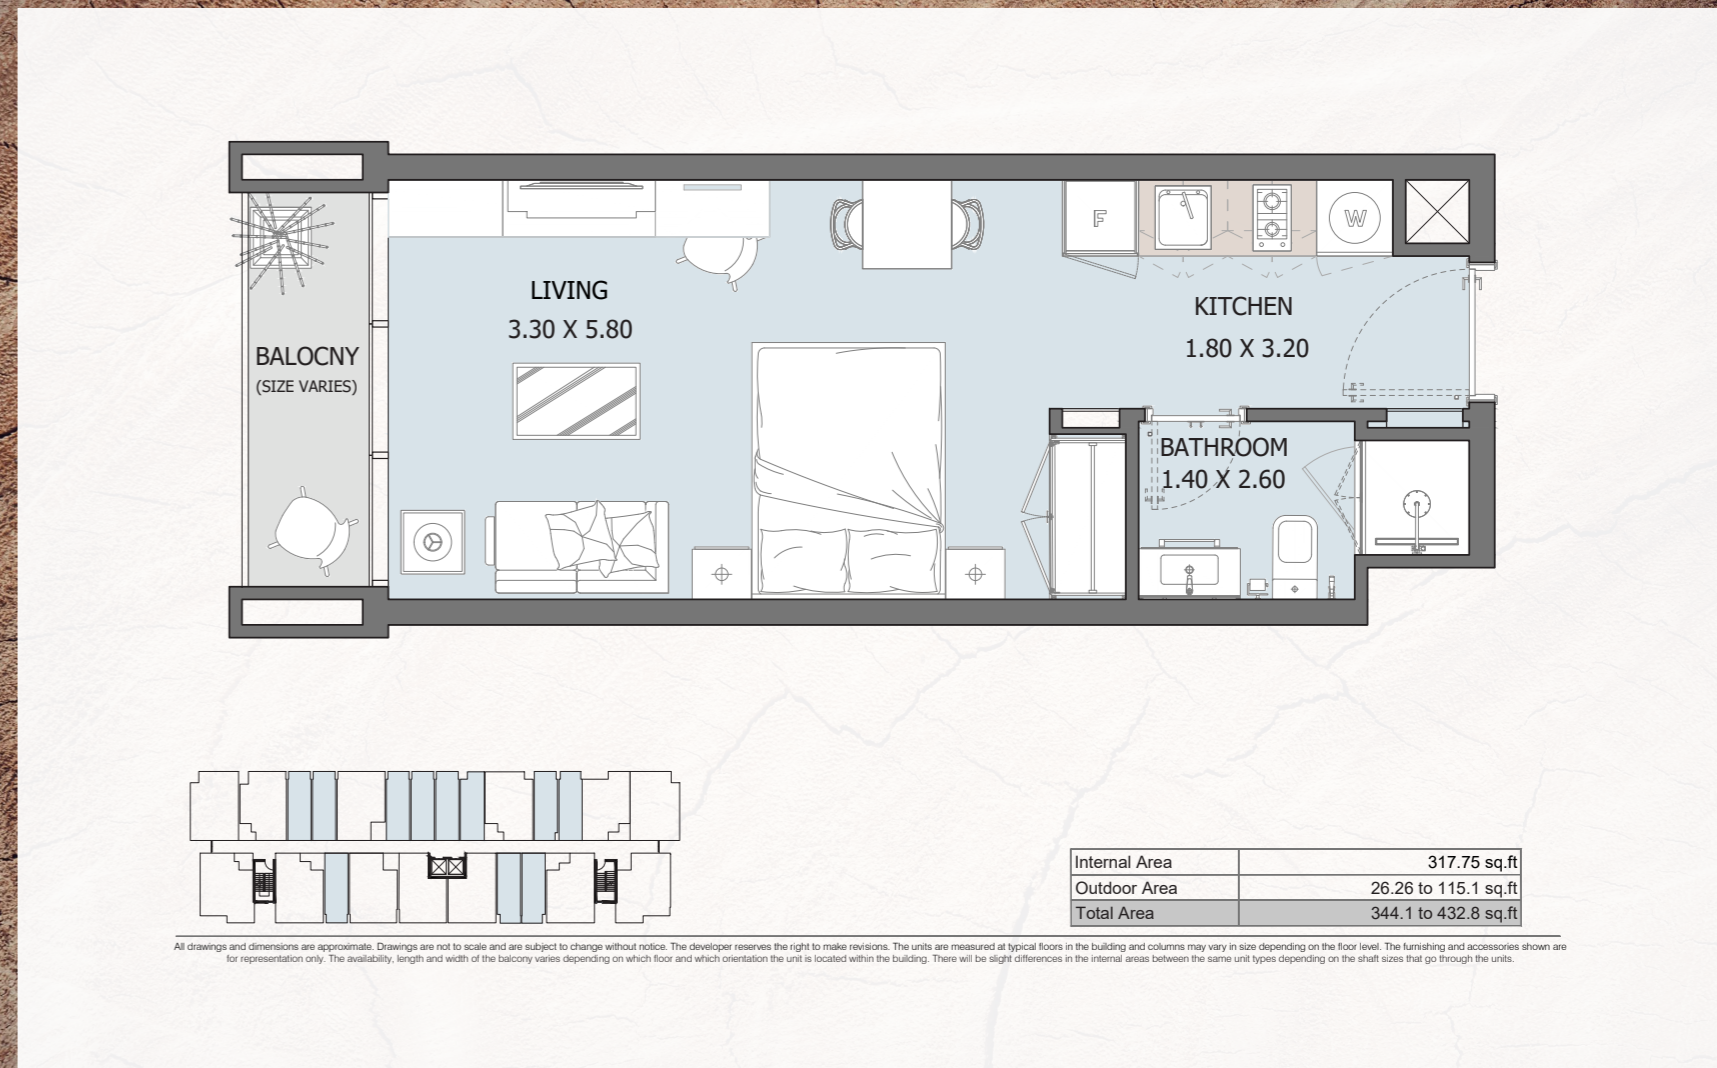 LIVING
3.30 X 5.80
BALOCNY
(SIZE VARIES)
F
W
KITCHEN
1.80 X 3.20
BATHROOM
1.40 X 2.60
Internal Area 317.75 sq.ft
Outdoor Area 26.26 to 115.1 sq.ft
Total Area 344.1 to 432.8 sq.ft
All drawings and dimensions are approximate. Drawings are not to scale and are subject to change without notice. The developer reserves the right to make revisions. The units are measured at typical floors in the building and columns may vary in size depending on the floor level. The furnishing and accessories shown are
for representation only. The availability, length and width of the balcony varies depending on which floor and which orientation the unit is located within the building. There will be slight differences in the internal areas between the same unit types depending on the shaft sizes that go through the units.